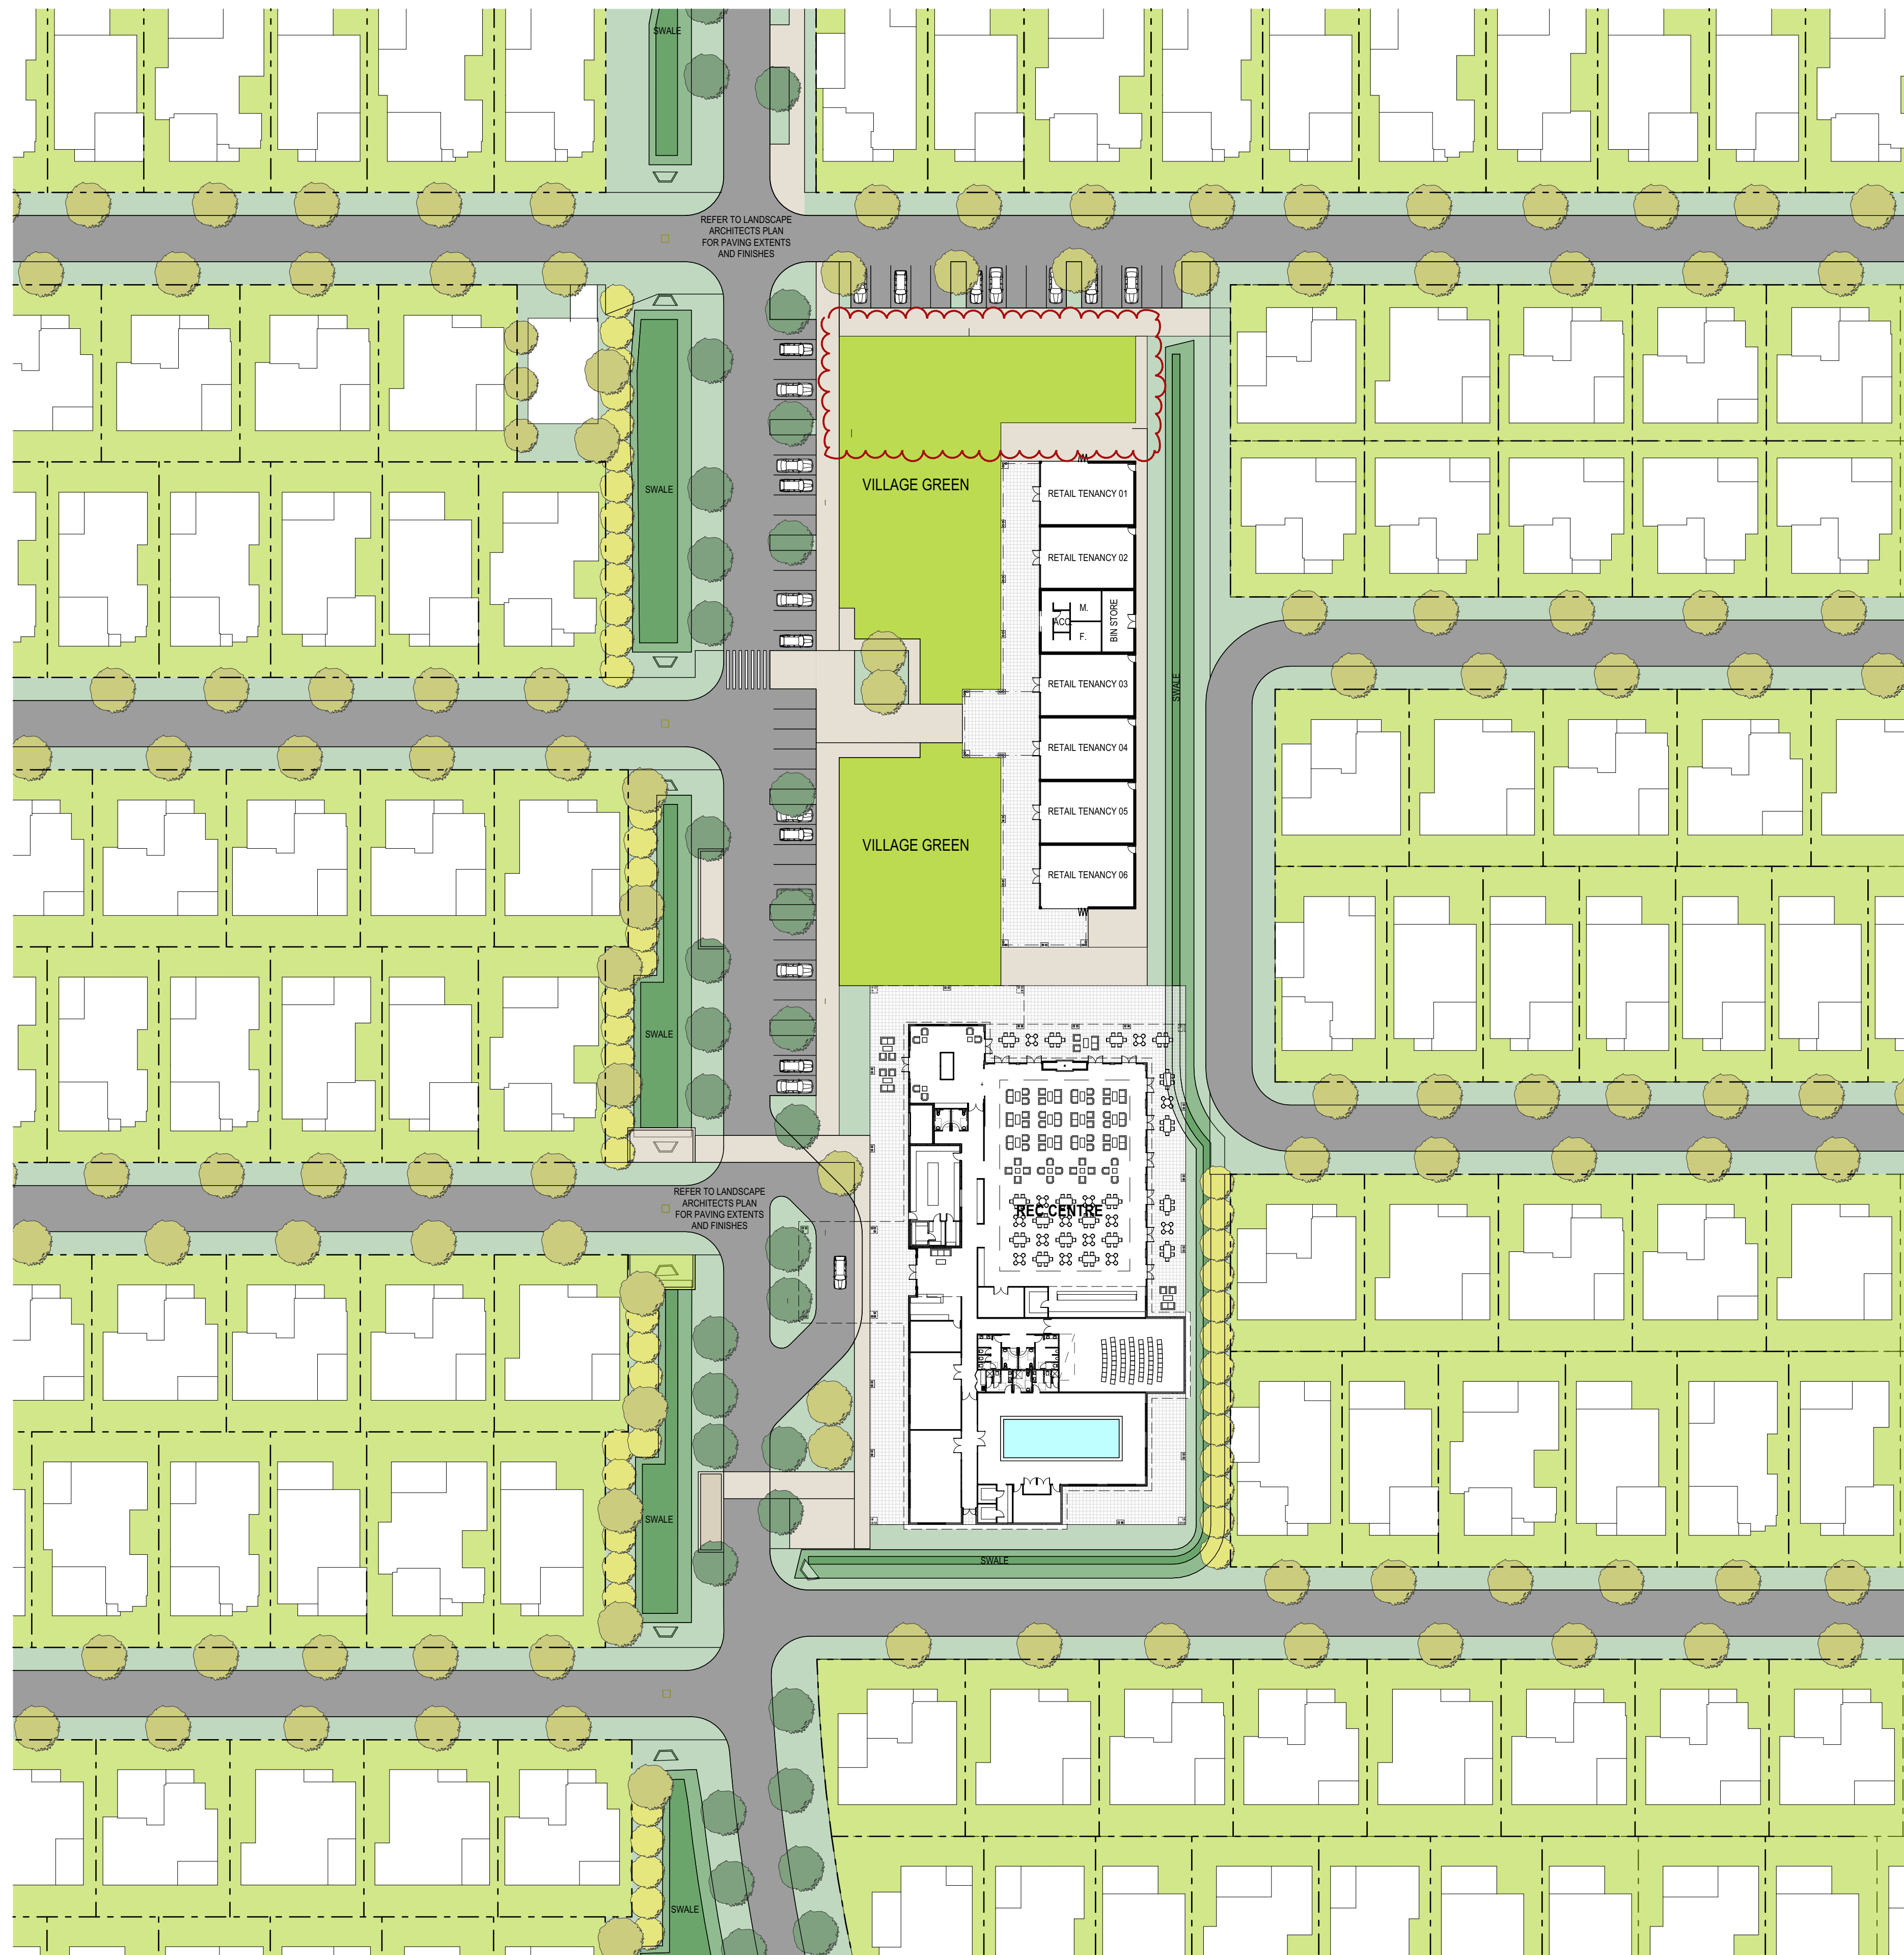 SWALE
REFER TO LANDSCAPE
ARCHITECTS PLAN
FOR PAVING EXTENTS
AND FINISHES
SWALE
VILLAGE GREEN
RETAIL TENANCY 01
RETAIL TENANCY 02
ACC.
M.
F.
BIN STORE
RETAIL TENANCY 03
SWALE
RETAIL TENANCY 04
RETAIL TENANCY 05
VILLAGE GREEN
RETAIL TENANCY 06
SWALE
REFER TO LANDSCAPE
ARCHITECTS PLAN
FOR PAVING EXTENTS
AND FINISHES
REC CENTRE
SWALE
SWALE
SWALE